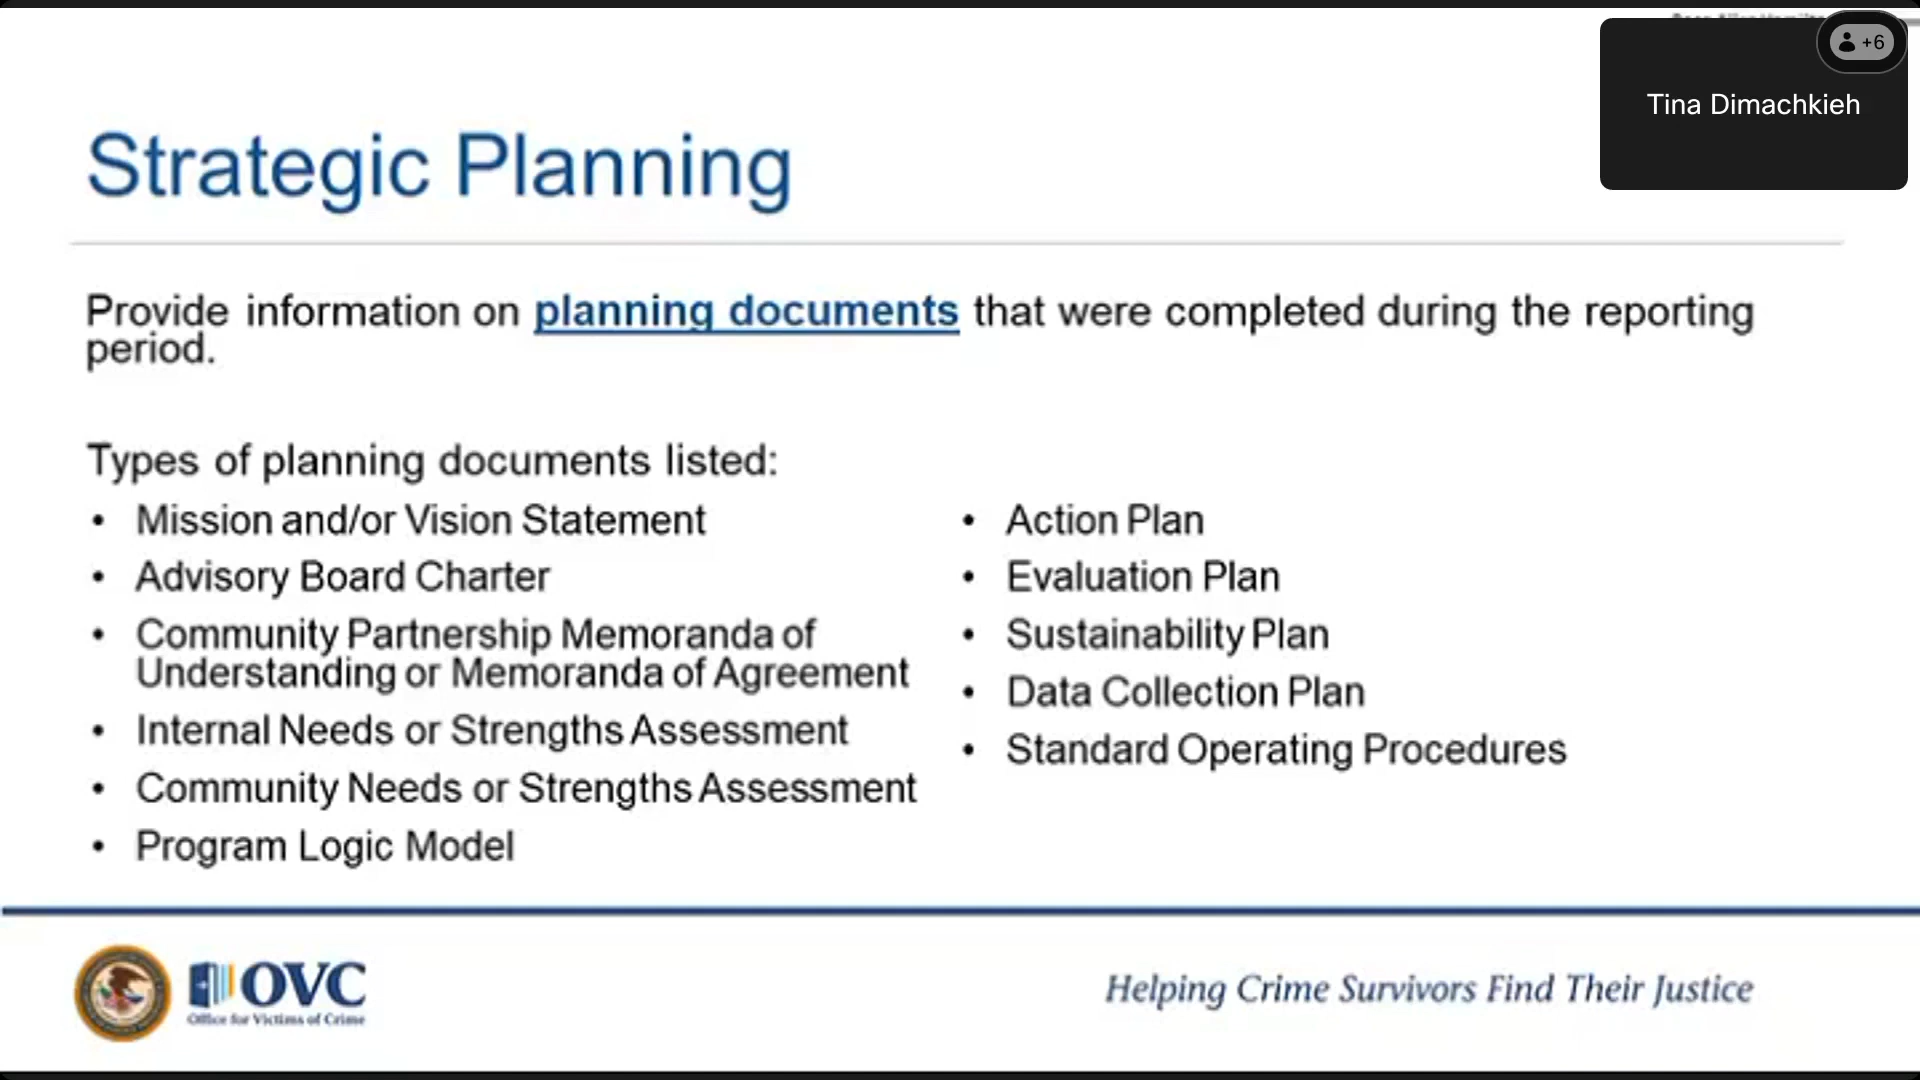 +6
Tina Dimachkieh
Strategic Planning
Provide information on planning documents that were completed during the reporting
period.
Types of planning documents listed:
• Mission and/or Vision Statement
• Advisory Board Charter
• Community Partnership Memoranda of
Understanding or Memoranda of Agreement
• Internal Needs or Strengths Assessment
• Community Needs or Strengths Assessment
• Program Logic Model
• Action Plan
• Evaluation Plan
• Sustainability Plan
• Data Collection Plan
• Standard Operating Procedures
OVC
Office for Victims of Crime
Helping Crime Survivors Find Their Justice